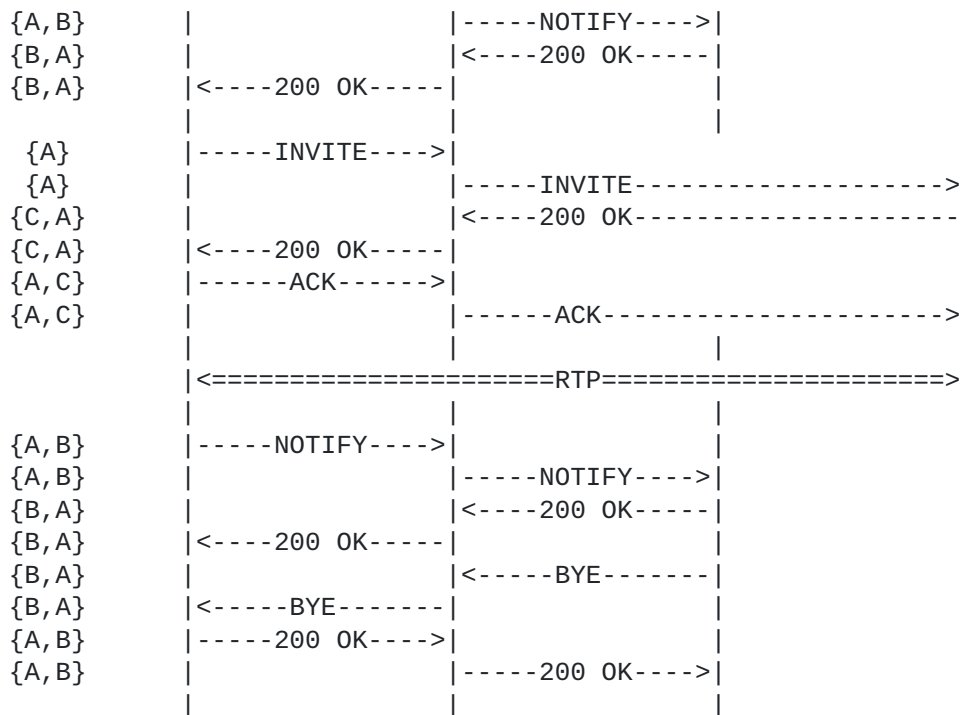 {A,B}      |                |-----NOTIFY---->|
{B,A}      |                |<----200 OK-----|
{B,A}      |<----200 OK-----|                |
           |                |                |
 {A}       |-----INVITE---->|
 {A}       |                |-----INVITE-------------------->
{C,A}      |                |<----200 OK---------------------
{C,A}      |<----200 OK-----|
{A,C}      |------ACK------>|
{A,C}      |                |------ACK---------------------->
           |                |                |
           |<======================RTP======================>
           |                |                |
{A,B}      |-----NOTIFY---->|                |
{A,B}      |                |-----NOTIFY---->|
{B,A}      |                |<----200 OK-----|
{B,A}      |<----200 OK-----|                |
{B,A}      |                |<-----BYE-------|
{B,A}      |<-----BYE-------|                |
{A,B}      |-----200 OK---->|                |
{A,B}      |                |-----200 OK---->|
           |                |                |